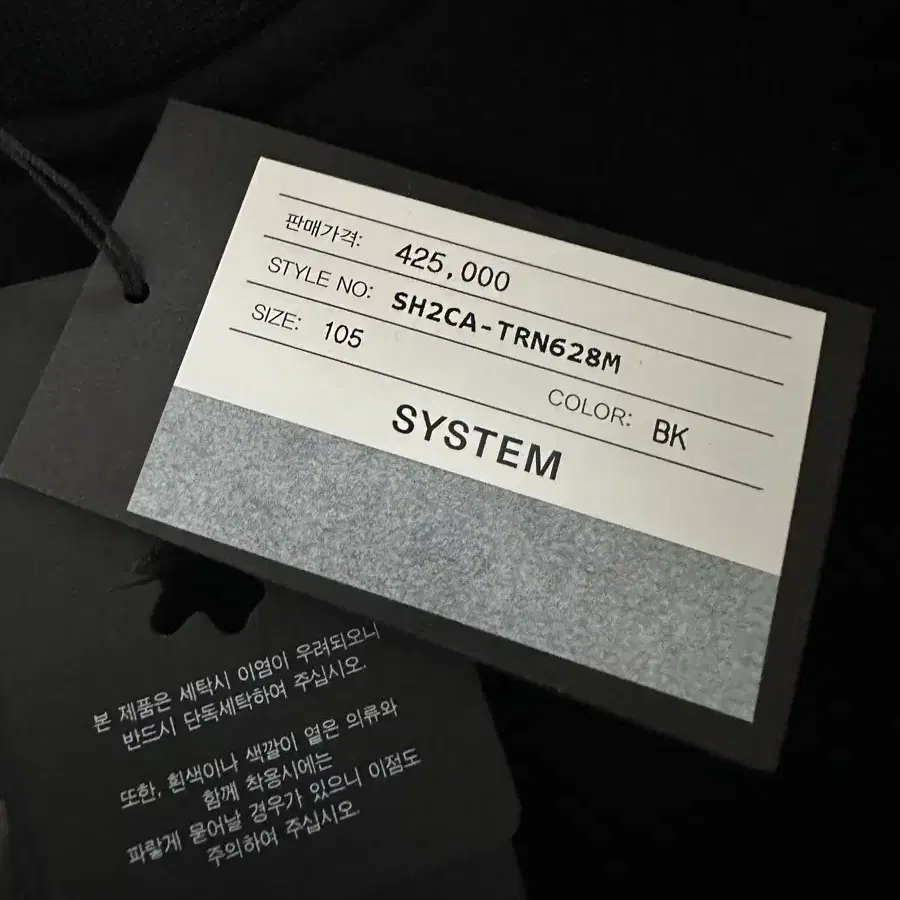 판매가격: 425,000
STYLE NO: SH2CA-TRN628M
SIZE: 105
COLOR: BK
SYSTEM
본 제품은 세탁시 이염이 우려되오니
반드시 단독세탁하여 주십시오.
또한, 흰색이나 색깔이 옅은 의류와
함께 착용시에는
파랗게 묻어날 경우가 있으니 이점도
주의하여 주십시오.